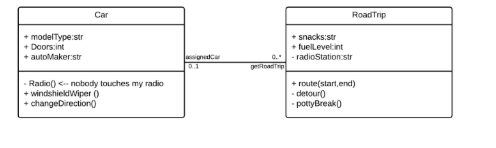 Car
+ modelType:str
+ Doors:int
+ autoMaker:str
- Radio() <-- nobody touches my radio
+ windshieldWiper ()
+ changeDirection()
assignedCar
0..1
0..*
getRoadTrip
RoadTrip
+ snacks:str
+ fuelLevel:int
- radioStation:str
+ route(start,end)
- detour()
- pottyBreak()